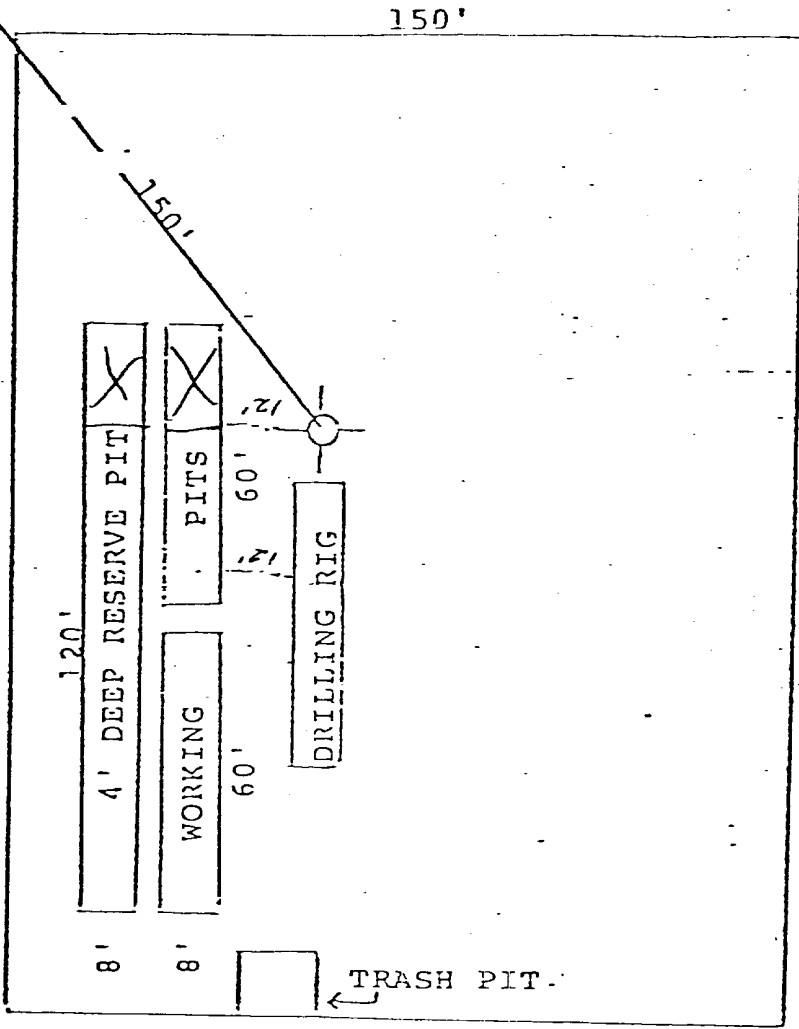 150'
150'
12'
12'
120'
4' DEEP RESERVE PIT
PITS
60'
WORKING
60'
DRILLING RIG
8'
8'
TRASH PIT